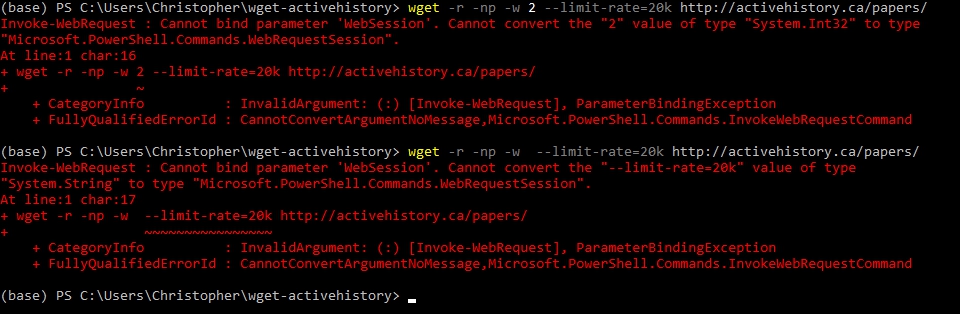 (base) PS C:\Users\Christopher\wget-activehistory> wget -r -np -w 2 --limit-rate=20k http://activehistory.ca/papers/
Invoke-WebRequest : Cannot bind parameter 'WebSession'. Cannot convert the "2" value of type "System.Int32" to type
"Microsoft.PowerShell.Commands.WebRequestSession".
At line:1 char:16
+ wget -r -np -w 2 --limit-rate=20k http://activehistory.ca/papers/
+                ~
    + CategoryInfo          : InvalidArgument: (:) [Invoke-WebRequest], ParameterBindingException
    + FullyQualifiedErrorId : CannotConvertArgumentNoMessage,Microsoft.PowerShell.Commands.InvokeWebRequestCommand

(base) PS C:\Users\Christopher\wget-activehistory> wget -r -np -w  --limit-rate=20k http://activehistory.ca/papers/
Invoke-WebRequest : Cannot bind parameter 'WebSession'. Cannot convert the "--limit-rate=20k" value of type
"System.String" to type "Microsoft.PowerShell.Commands.WebRequestSession".
At line:1 char:17
+ wget -r -np -w  --limit-rate=20k http://activehistory.ca/papers/
+                 ~~~~~~~~~~~~~~~~
    + CategoryInfo          : InvalidArgument: (:) [Invoke-WebRequest], ParameterBindingException
    + FullyQualifiedErrorId : CannotConvertArgumentNoMessage,Microsoft.PowerShell.Commands.InvokeWebRequestCommand

(base) PS C:\Users\Christopher\wget-activehistory>